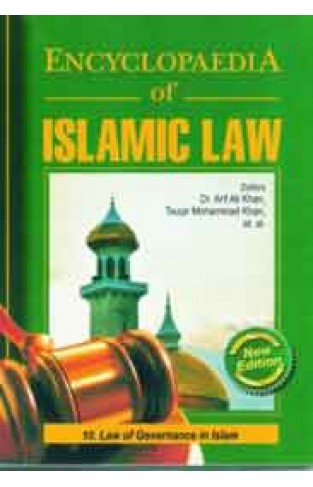 ENCYCLOPAEDIA
of
ISLAMIC LAW
Editors
Dr. Arif Ali Khan,
Tauqir Mohammad Khan,
et. al.
New
Edition
10. Law of Governance in Islam